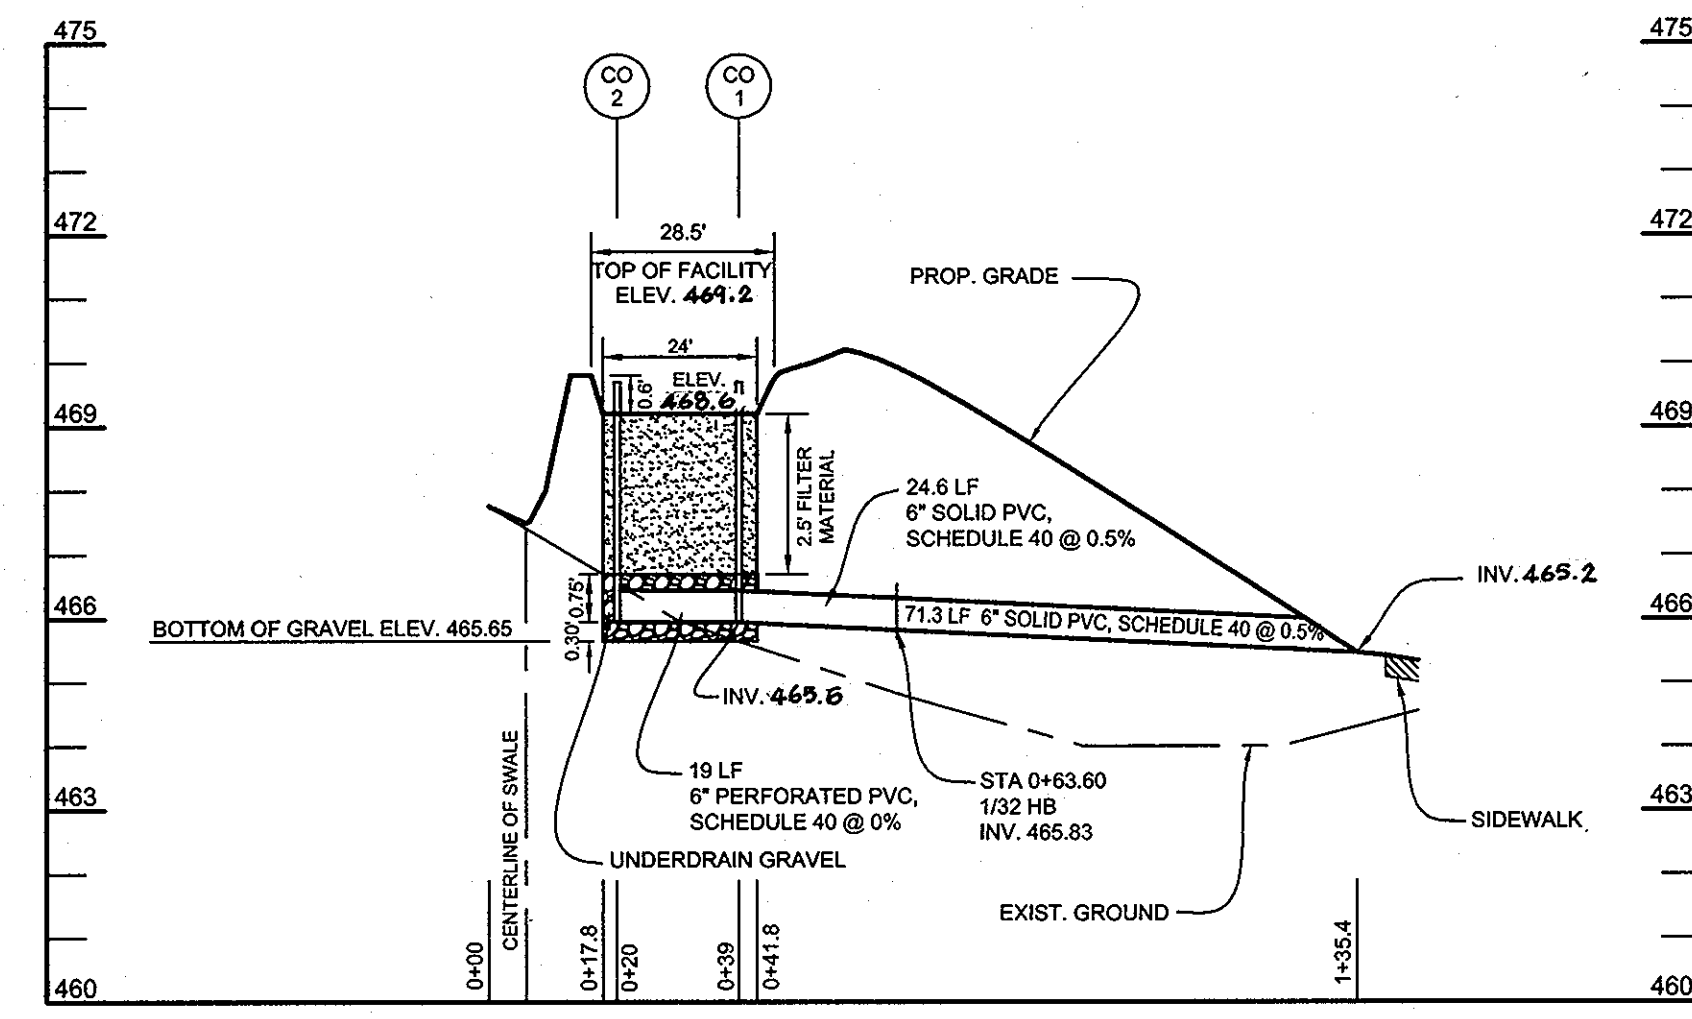 475
475
CO
2
CO
1
472
472
28.5'
TOP OF FACILITY
ELEV. 469.2
PROP. GRADE
24'
ELEV.
468.6
0.6'
469
469
2.5' FILTER
MATERIAL
24.6 LF
6" SOLID PVC,
SCHEDULE 40 @ 0.5%
INV. 465.2
0.75'
466
466
71.3 LF 6" SOLID PVC, SCHEDULE 40 @ 0.5%
BOTTOM OF GRAVEL ELEV. 465.65
0.30'
INV. 465.6
19 LF
6" PERFORATED PVC,
SCHEDULE 40 @ 0%
STA 0+63.60
1/32 HB
INV. 465.83
463
463
SIDEWALK
UNDERDRAIN GRAVEL
CENTERLINE OF SWALE
EXIST. GROUND
0+00
0+17.8
0+20
0+39
0+41.8
1+35.4
460
460